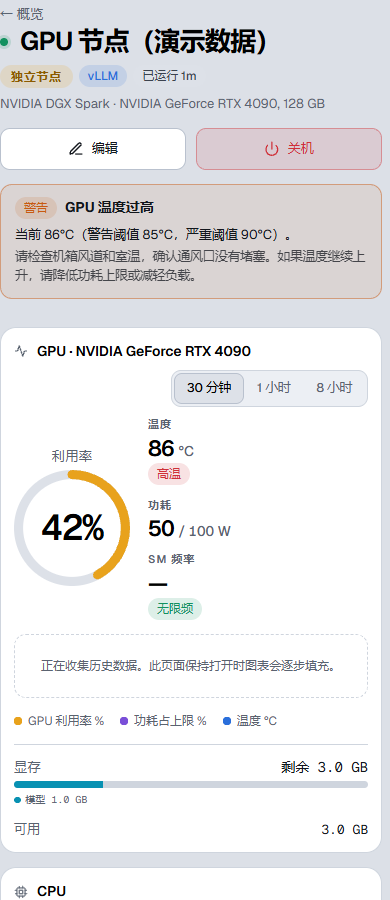 ← 概览
GPU 节点（演示数据）
独立节点 vLLM 已运行 1m
NVIDIA DGX Spark · NVIDIA GeForce RTX 4090, 128 GB
编辑 关机
警告 GPU 温度过高
当前 86°C（警告阈值 85°C，严重阈值 90°C）。
请检查机箱风道和室温，确认通风口没有堵塞。如果温度继续上
升，请降低功耗上限或减轻负载。
GPU · NVIDIA GeForce RTX 4090
30 分钟 1 小时 8 小时
利用率
42%
温度
86 °C
高温
功耗
50 / 100 W
SM 频率
—
无限频
正在收集历史数据。此页面保持打开时图表会逐步填充。
GPU 利用率 % 功耗占上限 % 温度 °C
显存 剩余 3.0 GB
模型 1.0 GB
可用 3.0 GB
CPU